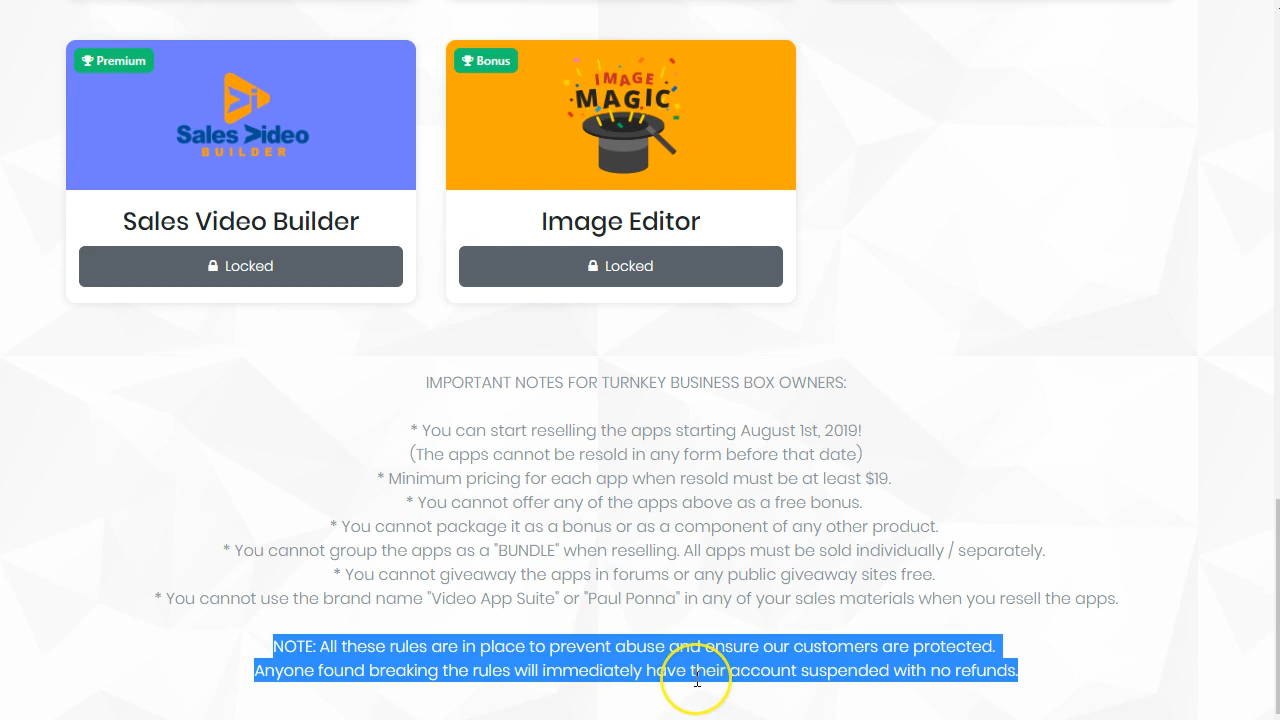 Premium
Sales Video
BUILDER
Sales Video Builder
Locked
Bonus
IMAGE
MAGIC
Image Editor
Locked
IMPORTANT NOTES FOR TURNKEY BUSINESS BOX OWNERS:
* You can start reselling the apps starting August 1st, 2019!
(The apps cannot be resold in any form before that date)
* Minimum pricing for each app when resold must be at least $19.
* You cannot offer any of the apps above as a free bonus.
* You cannot package it as a bonus or as a component of any other product.
* You cannot group the apps as a "BUNDLE" when reselling. All apps must be sold individually / separately.
* You cannot giveaway the apps in forums or any public giveaway sites free.
* You cannot use the brand name "Video App Suite" or "Paul Ponna" in any of your sales materials when you resell the apps.
NOTE: All these rules are in place to prevent abuse and ensure our customers are protected.
Anyone found breaking the rules will immediately have their account suspended with no refunds.